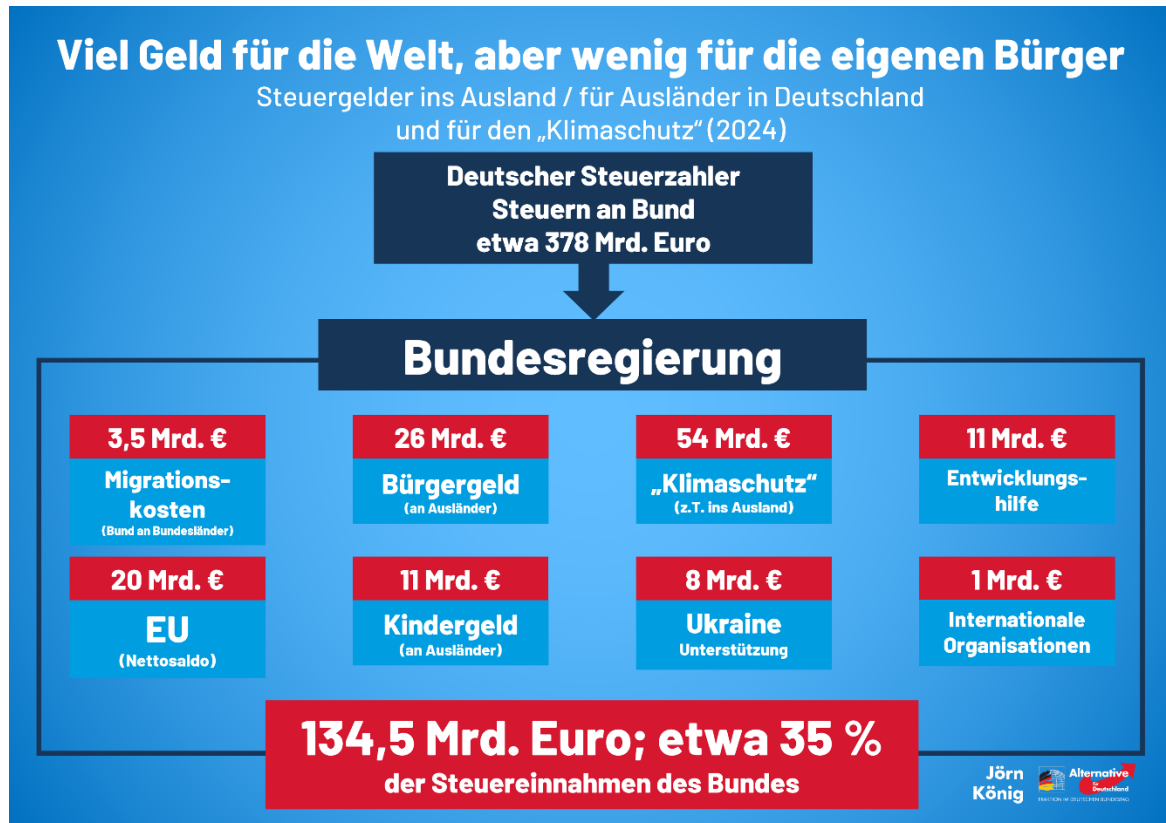 Viel Geld für die Welt, aber wenig für die eigenen Bürger
Steuergelder ins Ausland / für Ausländer in Deutschland
und für den „Klimaschutz“ (2024)
Deutscher Steuerzahler
Steuern an Bund
etwa 378 Mrd. Euro
Bundesregierung
3,5 Mrd. €
Migrations-
kosten
(Bund an Bundesländer)
26 Mrd. €
Bürgergeld
(an Ausländer)
54 Mrd. €
„Klimaschutz“
(z.T. ins Ausland)
11 Mrd. €
Entwicklungs-
hilfe
20 Mrd. €
EU
(Nettosaldo)
11 Mrd. €
Kindergeld
(an Ausländer)
8 Mrd. €
Ukraine
Unterstützung
1 Mrd. €
Internationale
Organisationen
134,5 Mrd. Euro; etwa 35 %
der Steuereinnahmen des Bundes
Jörn
König
Alternative
für
Deutschland
FRAKTION IM DEUTSCHEN BUNDESTAG